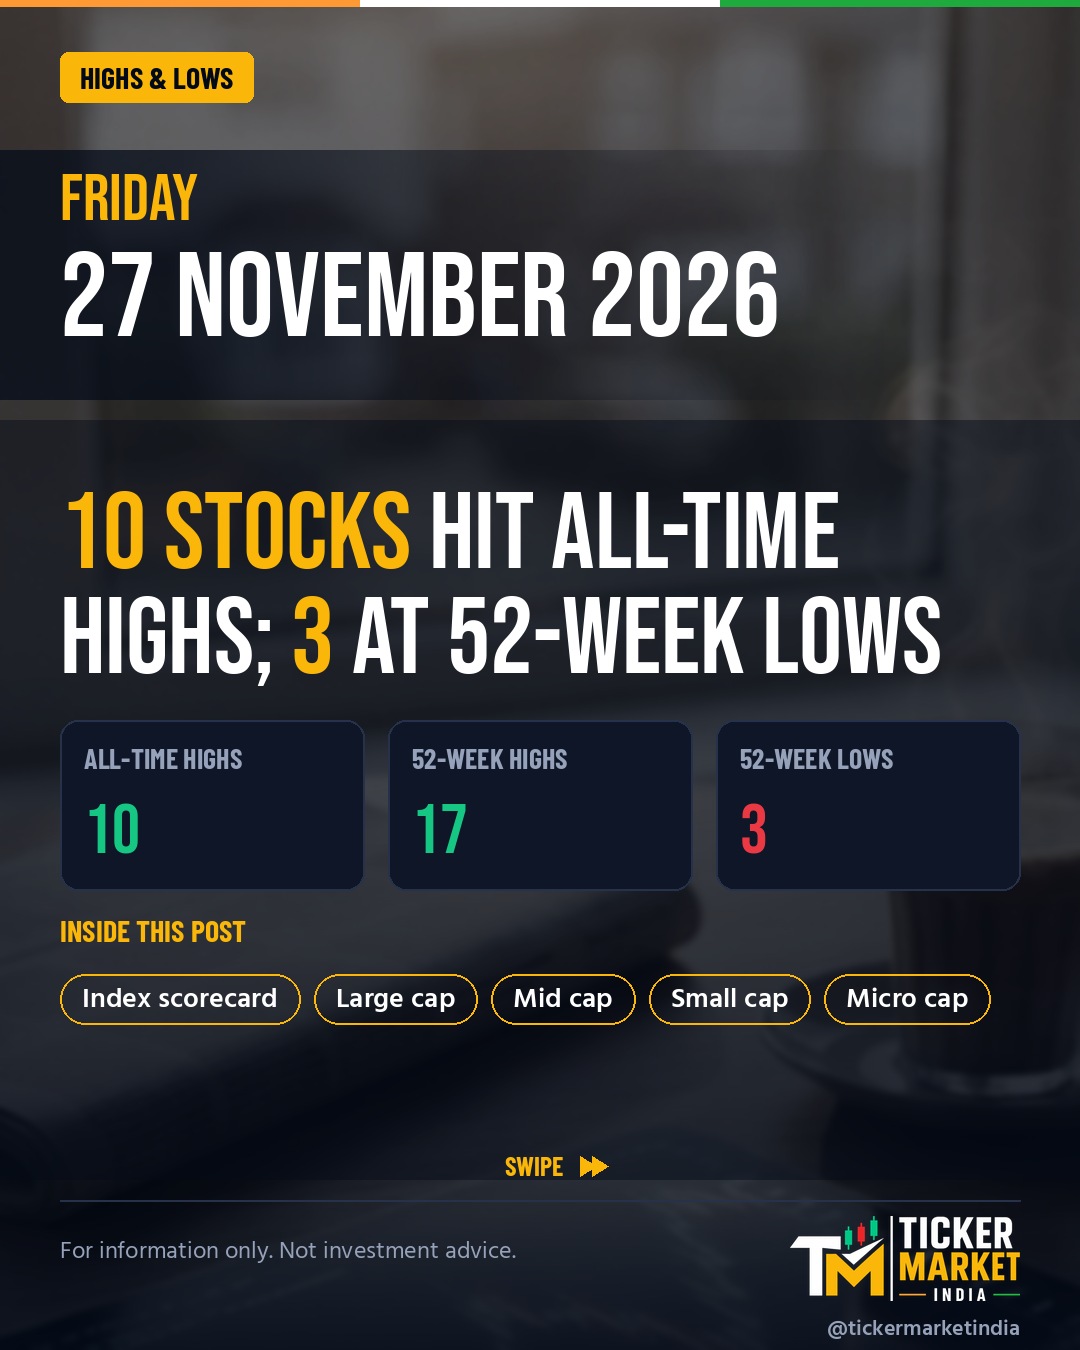 HIGHS & LOWS
FRIDAY
27 NOVEMBER 2026
10 STOCKS HIT ALL-TIME
HIGHS; 3 AT 52-WEEK LOWS
ALL-TIME HIGHS
10
52-WEEK HIGHS
17
52-WEEK LOWS
3
INSIDE THIS POST
Index scorecard
Large cap
Mid cap
Small cap
Micro cap
SWIPE
For information only. Not investment advice.
TM
TICKER
MARKET
INDIA
@tickermarketindia